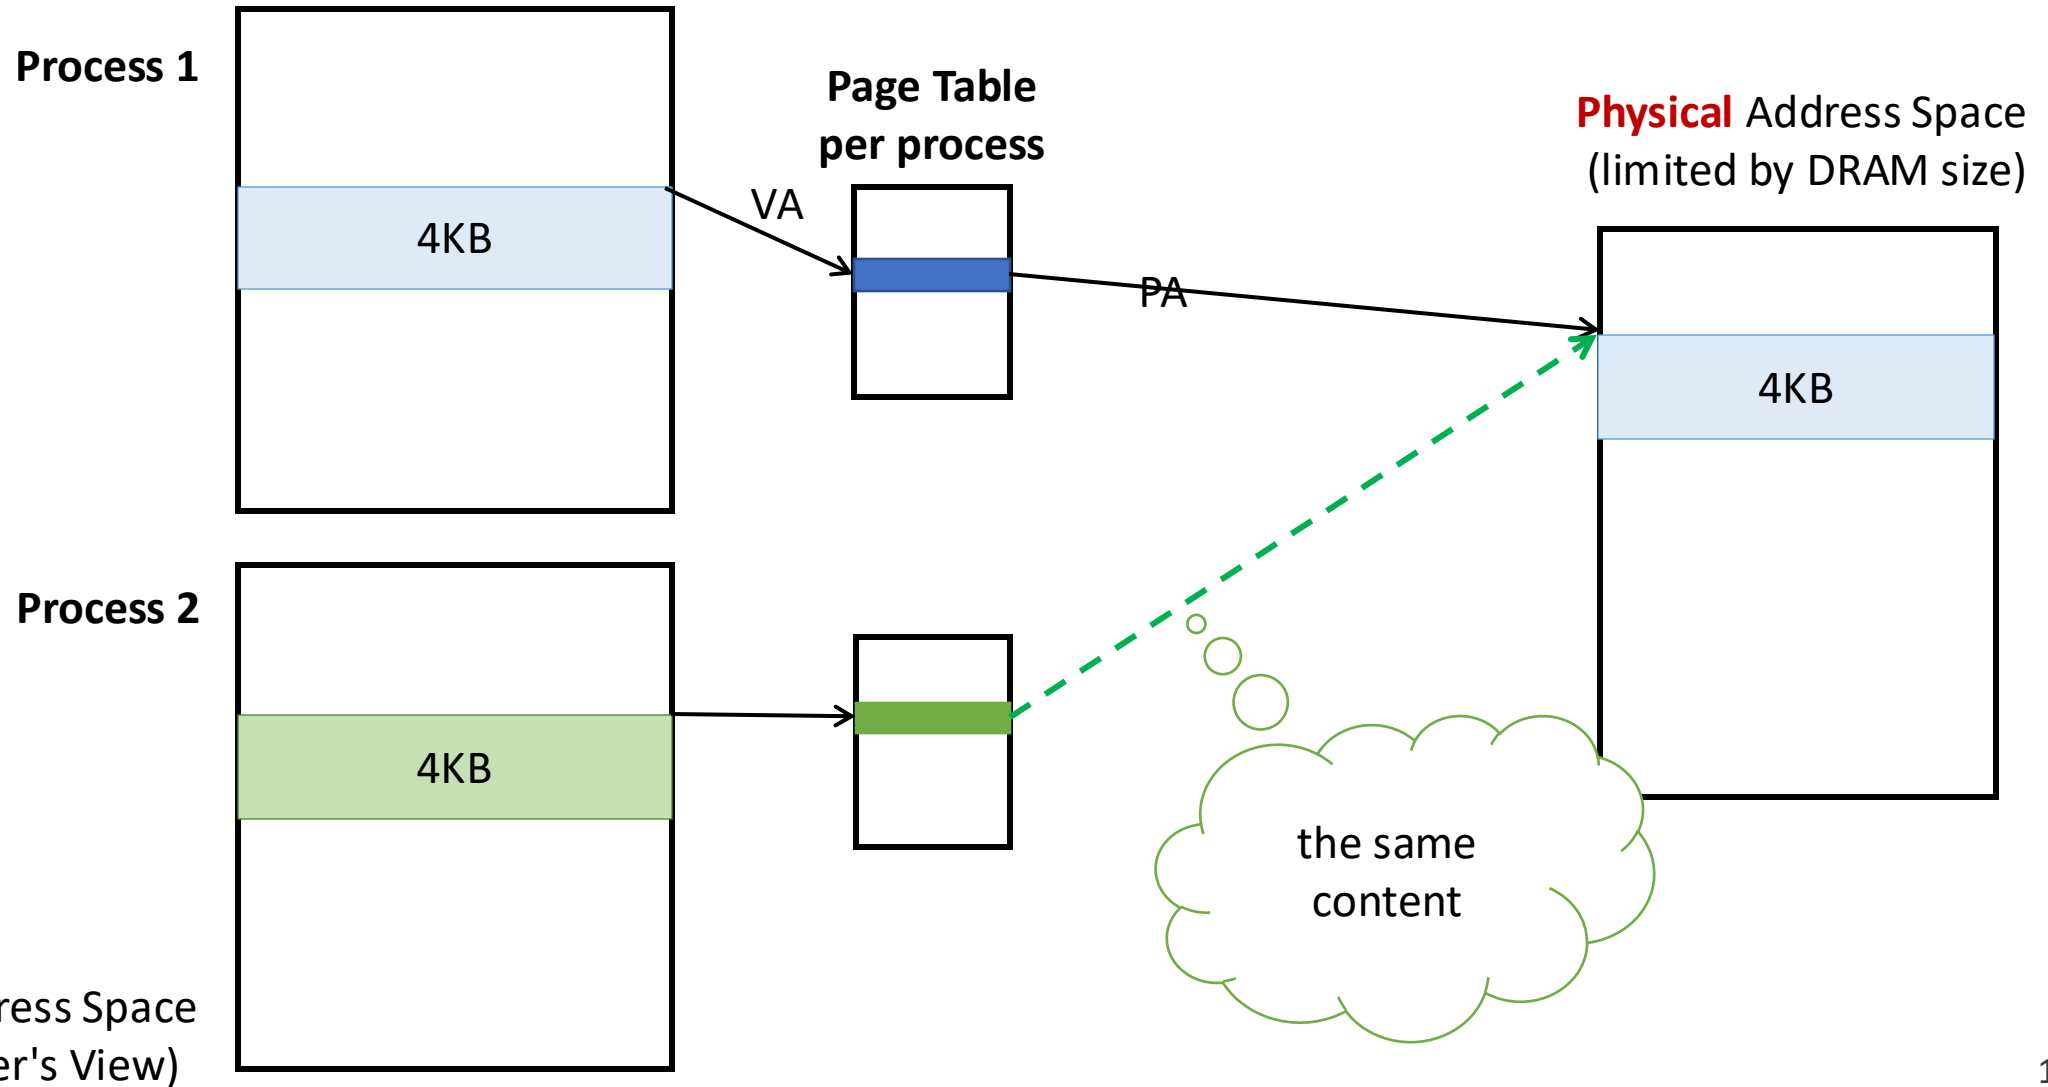 Process 1
Page Table
per process
Physical Address Space
(limited by DRAM size)
VA
4KB
PA
4KB
Process 2
4KB
the same
content
ress Space
er's View)
1